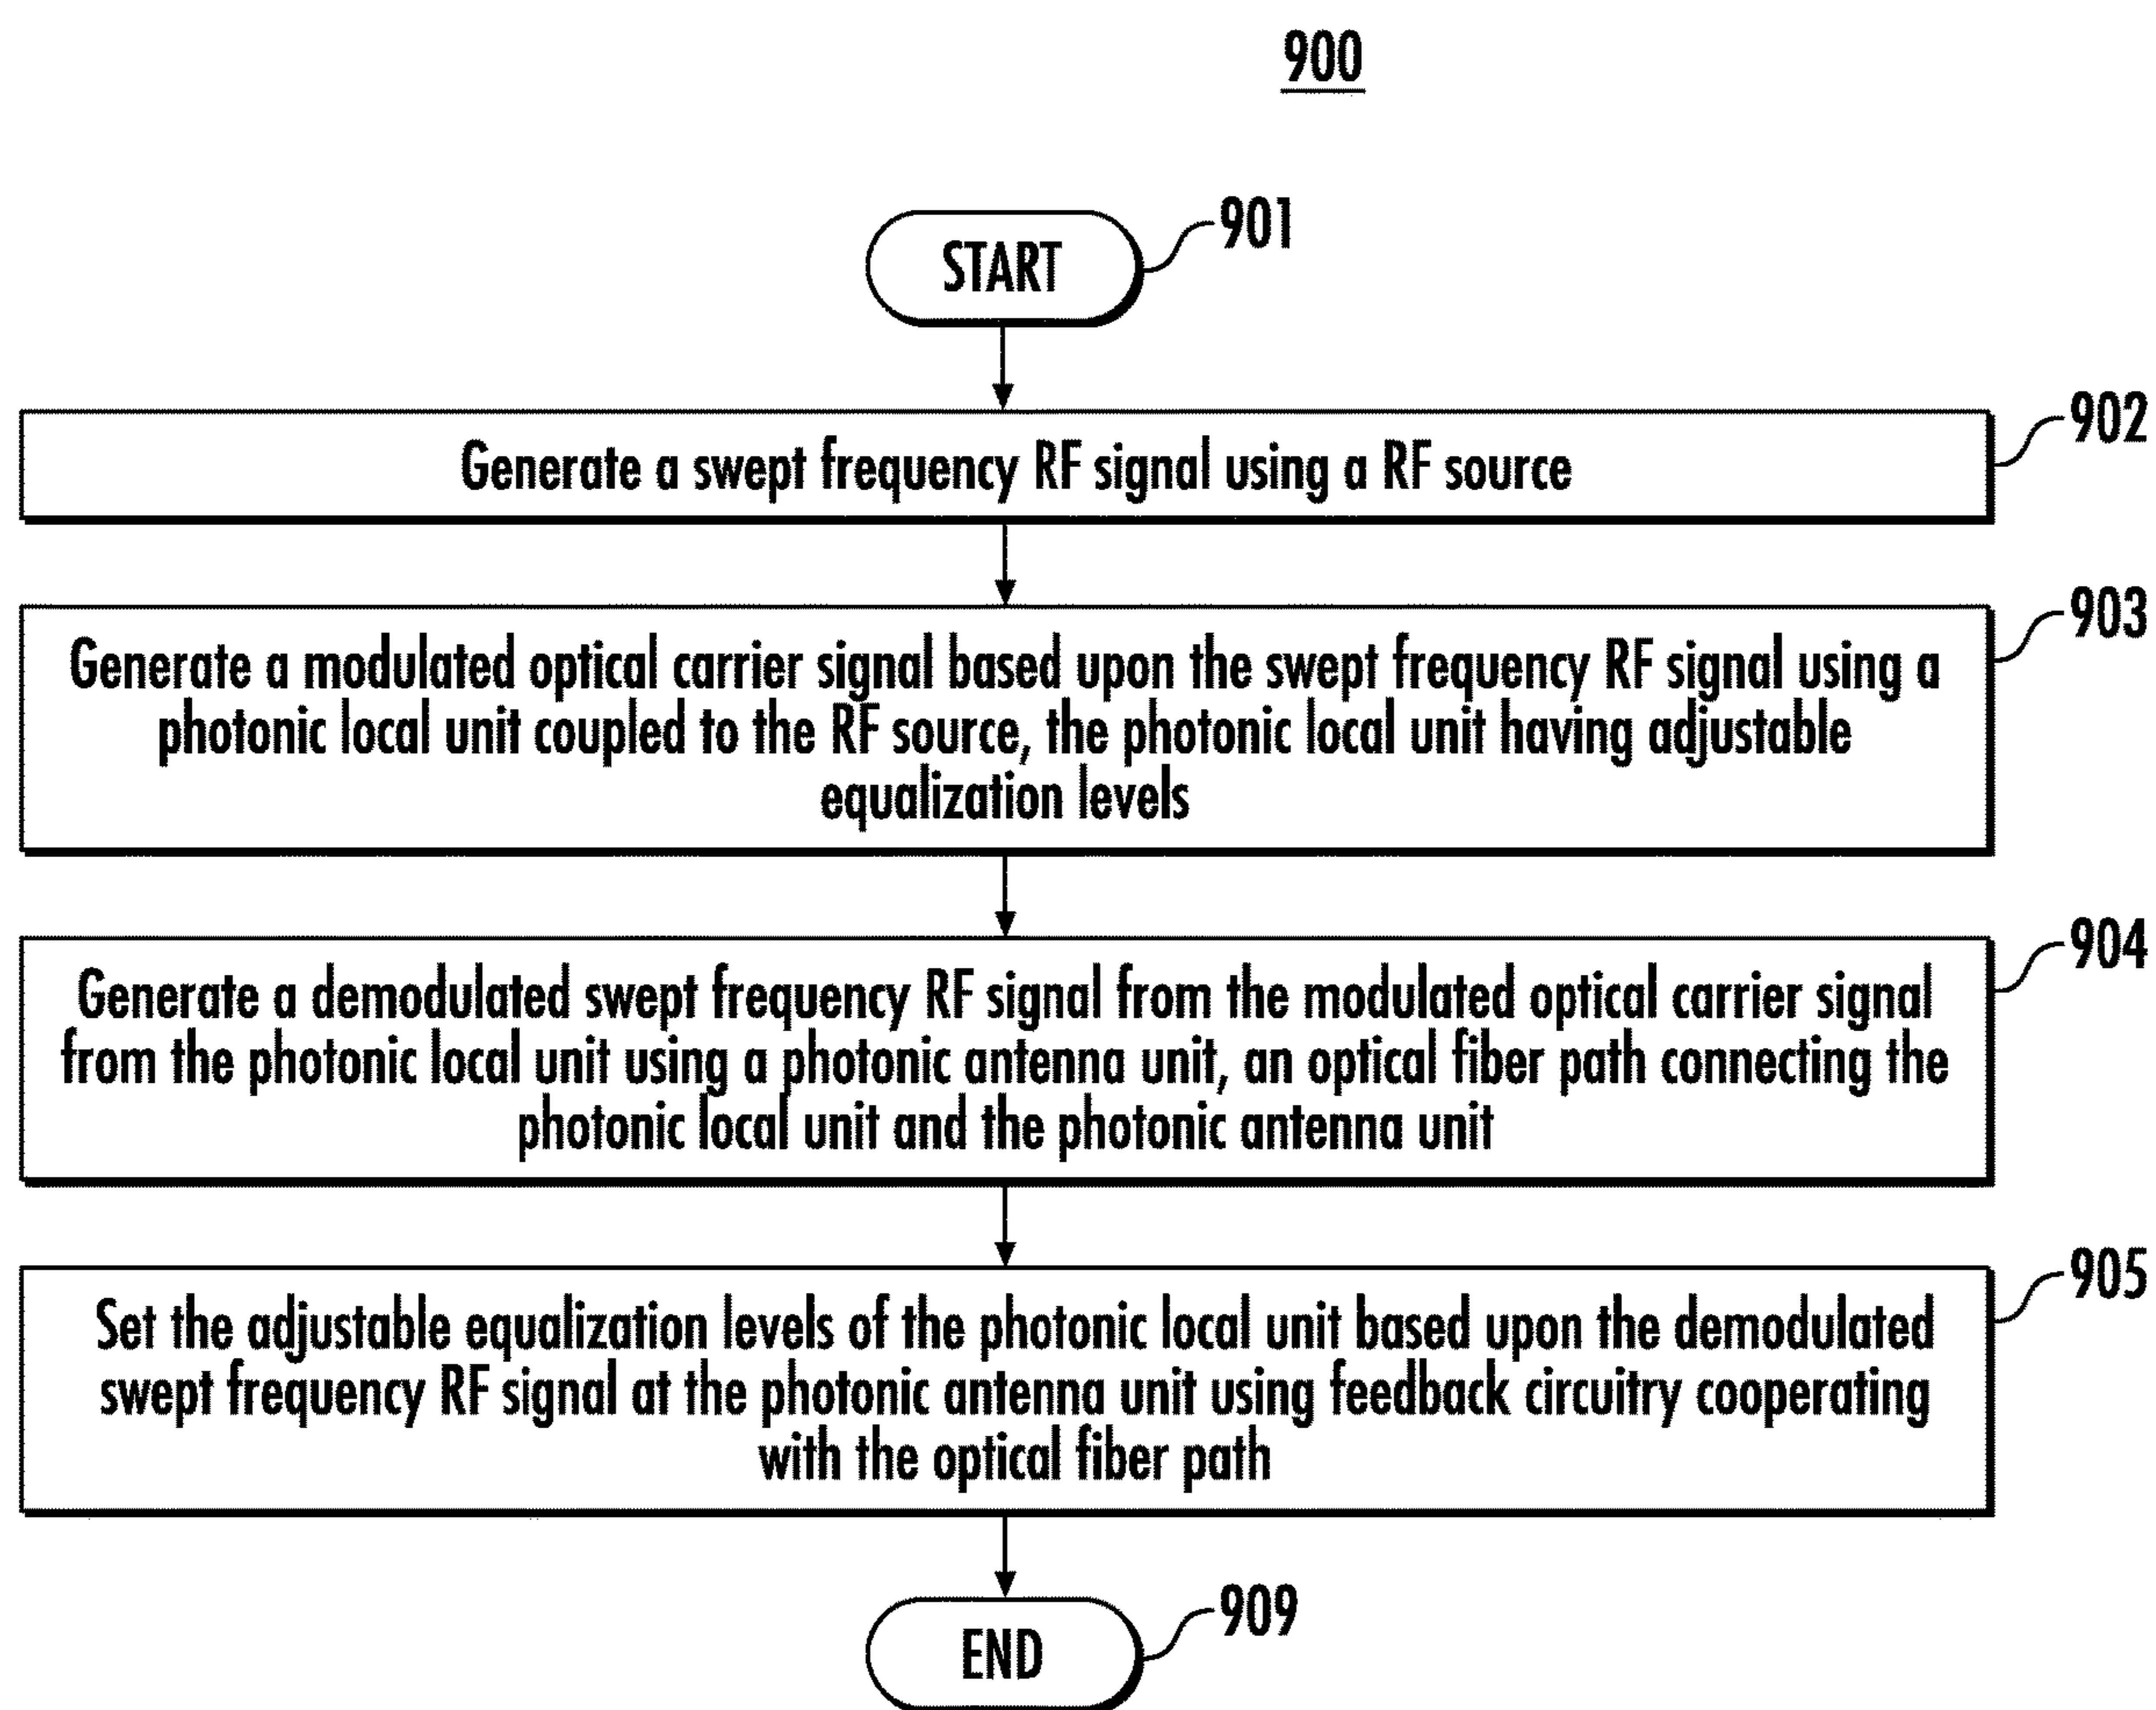 900
START
901
Generate a swept frequency RF signal using a RF source
902
Generate a modulated optical carrier signal based upon the swept frequency RF signal using a
photonic local unit coupled to the RF source, the photonic local unit having adjustable
equalization levels
903
Generate a demodulated swept frequency RF signal from the modulated optical carrier signal
from the photonic local unit using a photonic antenna unit, an optical fiber path connecting the
photonic local unit and the photonic antenna unit
904
Set the adjustable equalization levels of the photonic local unit based upon the demodulated
swept frequency RF signal at the photonic antenna unit using feedback circuitry cooperating
with the optical fiber path
905
END
909